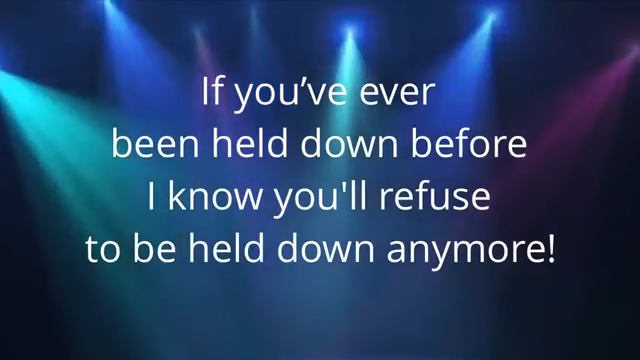 If you’ve ever
been held down before
I know you'll refuse
to be held down anymore!